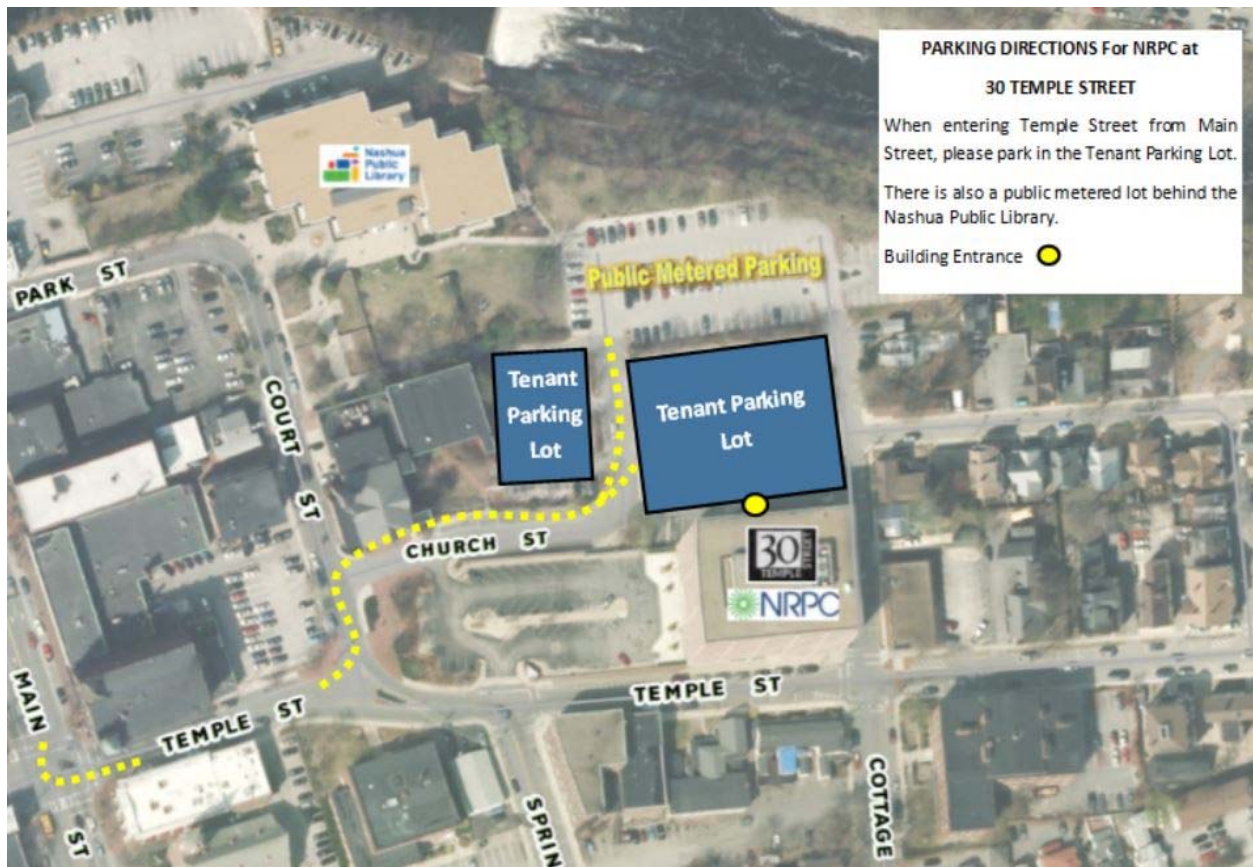 PARKING DIRECTIONS For NRPC at
30 TEMPLE STREET
When entering Temple Street from Main
Street, please park in the Tenant Parking Lot.
There is also a public metered lot behind the
Nashua Public Library.
Building Entrance
Nashua
Public
Library
Public Metered Parking
PARK ST
COURT ST
Tenant
Parking
Lot
Tenant Parking
Lot
CHURCH ST
30
TEMPLE
STREET
NRPC
MAIN ST
TEMPLE ST
TEMPLE ST
SPRIN
COTTAGE